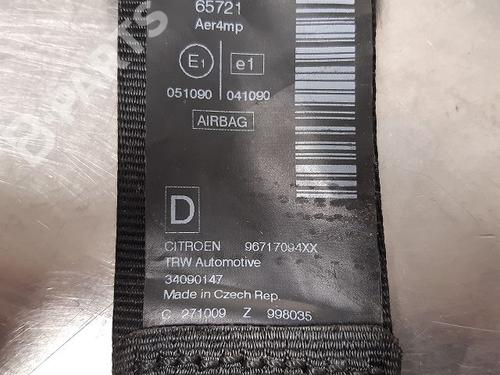 65721
Aer4mp
E1 e1
051090 041090
AIRBAG
D
CITROEN 96717094XX
TRW Automotive
34090147
Made in Czech Rep.
C 271009 Z 998035